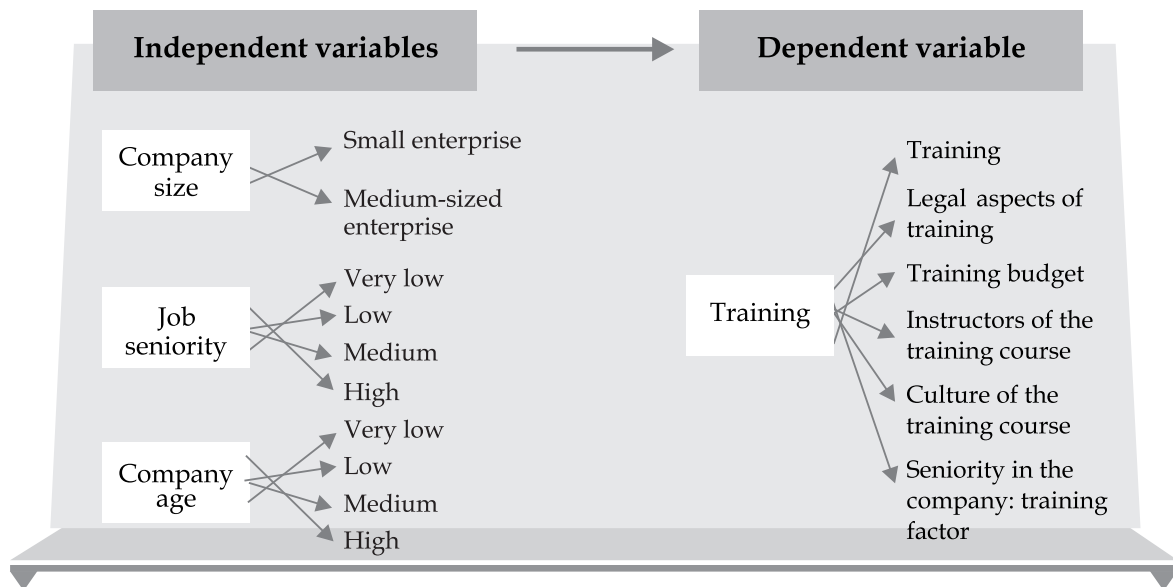 Independent variables
Dependent variable
Company
size
Small enterprise
Medium-sized
enterprise
Job
seniority
Very low
Low
Medium
High
Company
age
Very low
Low
Medium
High
Training
Training
Legal aspects of
training
Training budget
Instructors of the
training course
Culture of the
training course
Seniority in the
company: training
factor